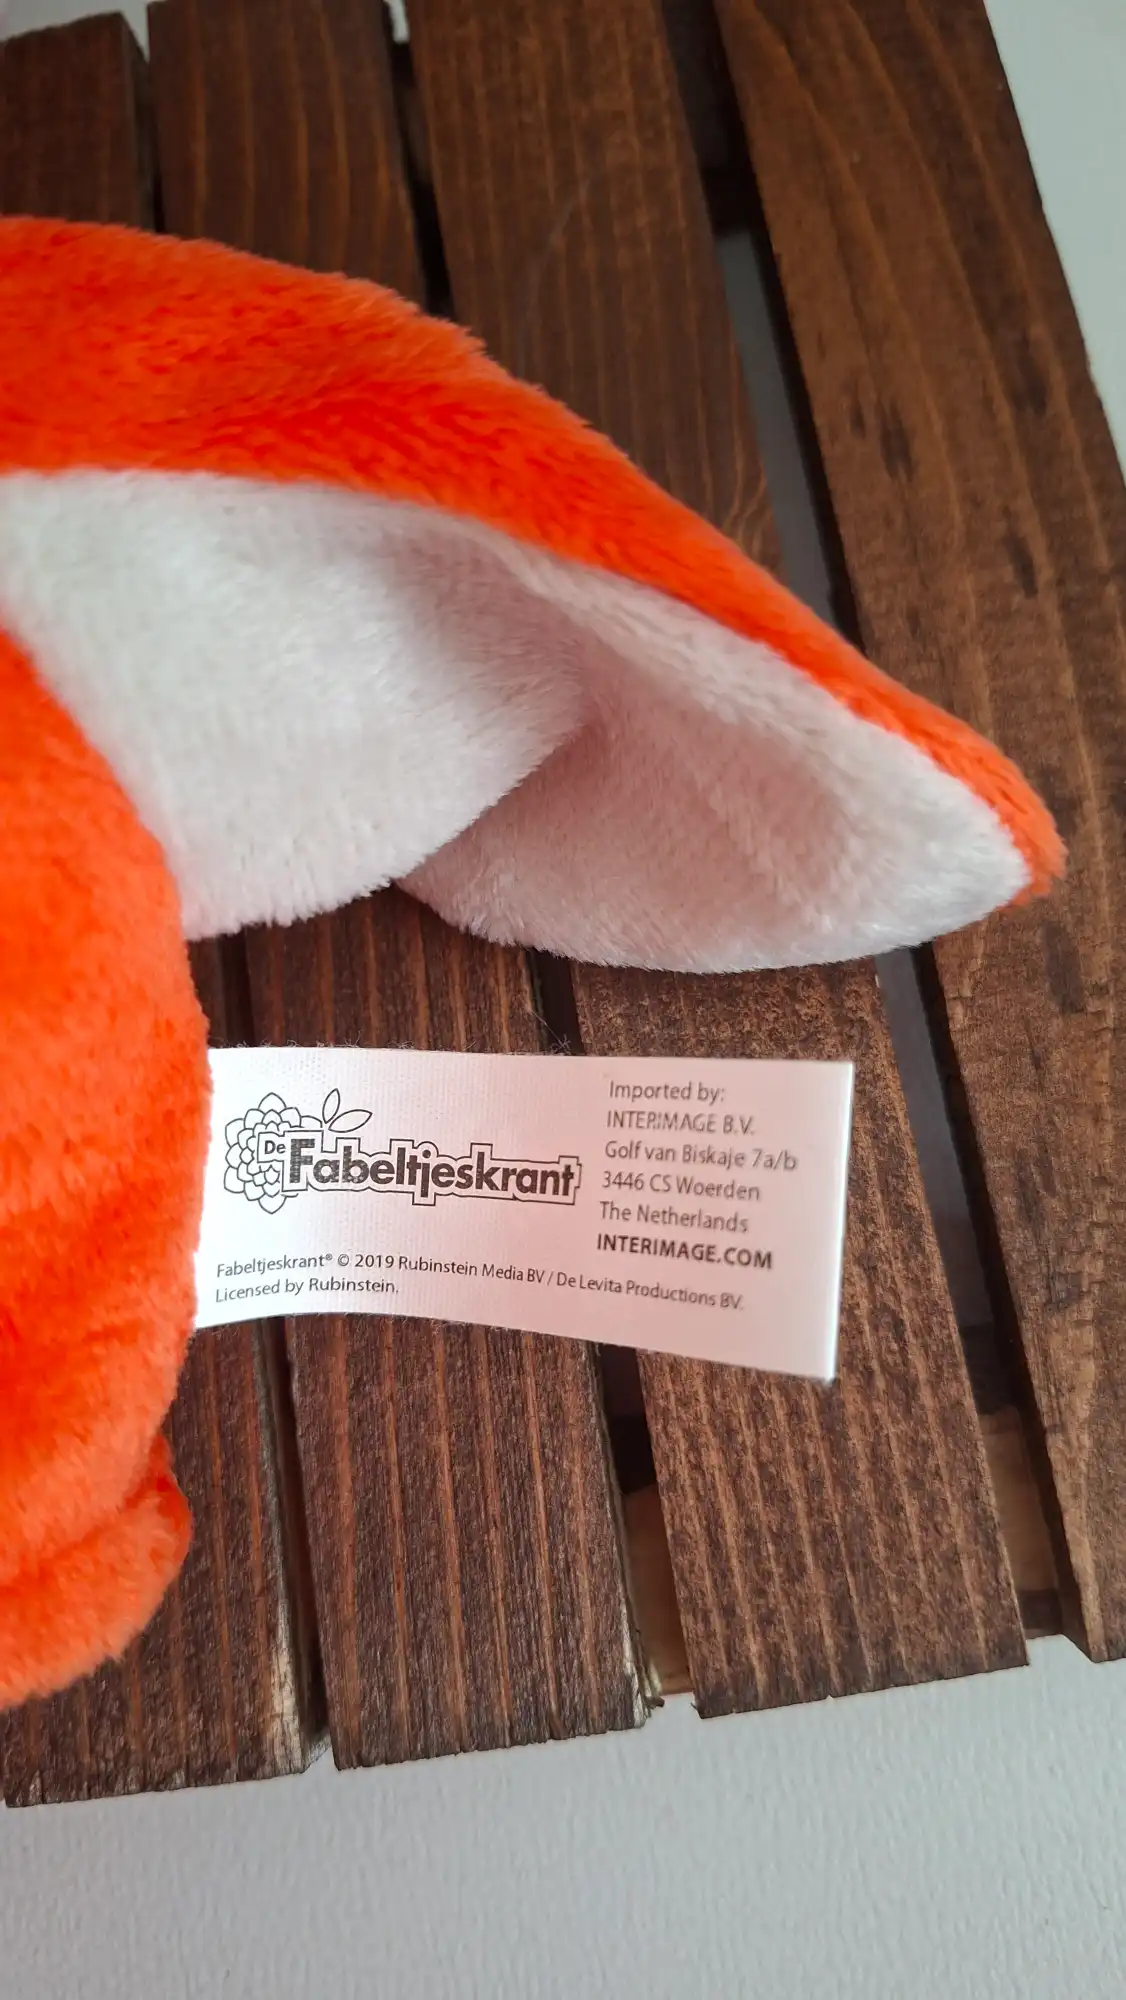 De
Fabeltjeskrant
Fabeltjeskrant® © 2019 Rubinstein Media BV / De Levita Productions BV.
Licensed by Rubinstein.
Imported by:
INTERIMAGE B.V.
Golf van Biskaje 7a/b
3446 CS Woerden
The Netherlands
INTERIMAGE.COM